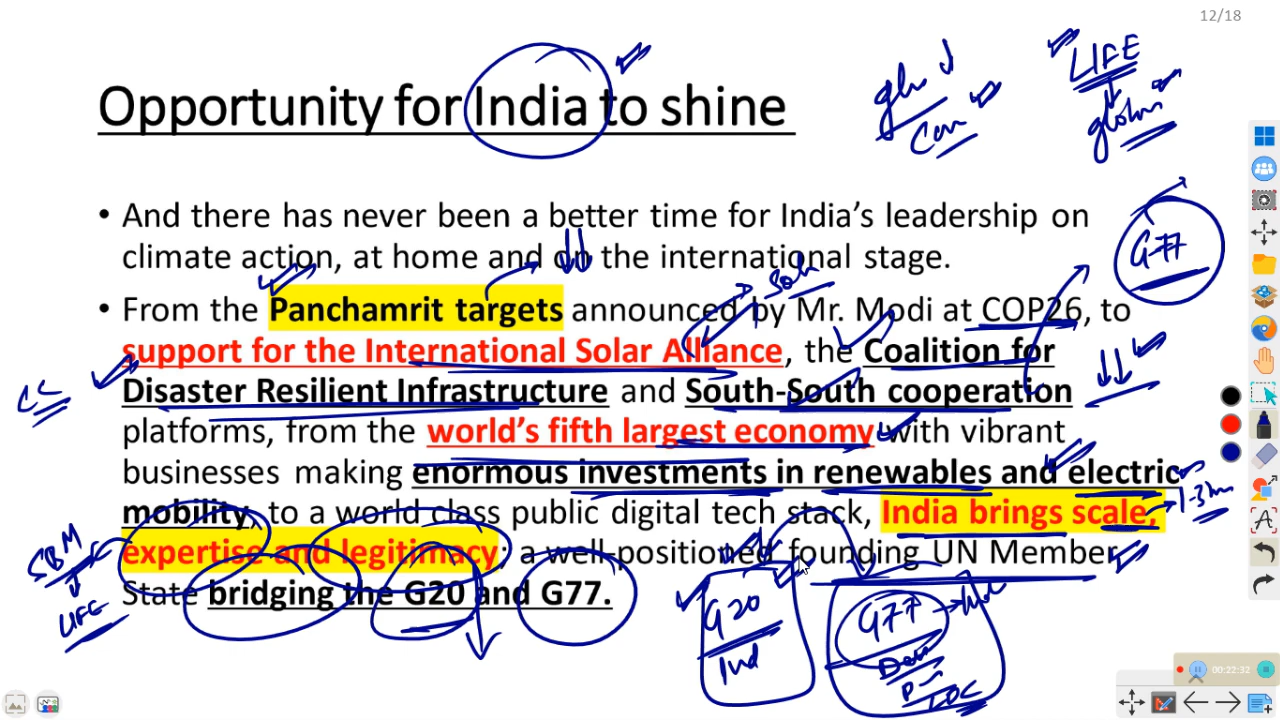 12/18
Opportunity for India to shine
LIFE
G-77
• And there has never been a better time for India's leadership on
climate action, at home and on the international stage.
• From the Panchamrit targets announced by Mr. Modi at COP26, to
support for the International Solar Alliance, the Coalition for
Disaster Resilient Infrastructure and South-South cooperation
CC
platforms, from the world's fifth largest economy with vibrant
businesses making enormous investments in renewables and electric
mobility, to a world class public digital tech stack, India brings scale,
expertise and legitimacy; a well-positioned founding UN Member
State bridging the G20 and G77.
SBM
LIFE
G20
Ind
G77
00:22:32